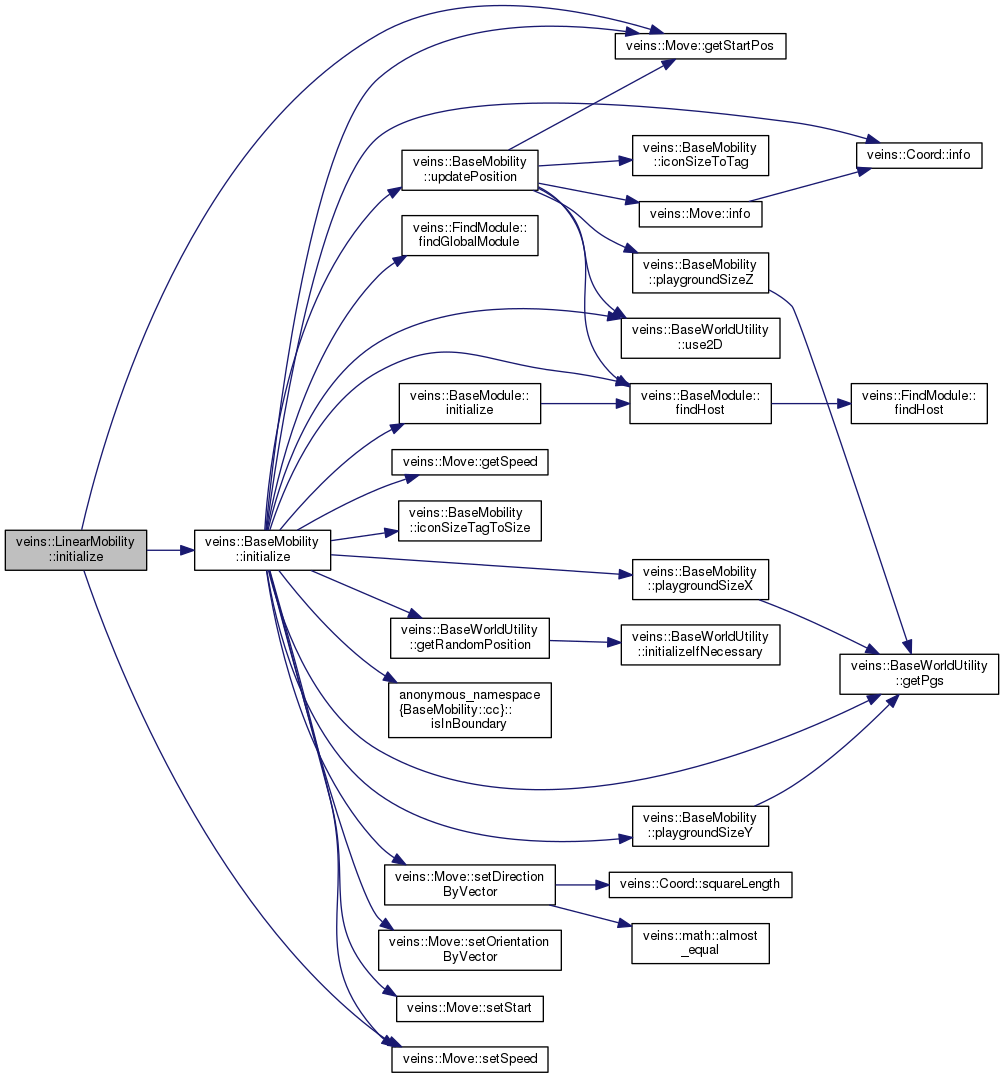 veins::Move::getStartPos
veins::BaseMobility
::updatePosition
veins::BaseMobility
::iconSizeToTag
veins::Coord::info
veins::Move::info
veins::FindModule::
findGlobalModule
veins::BaseMobility
::playgroundSizeZ
veins::BaseWorldUtility
::use2D
veins::BaseModule::
initialize
veins::BaseModule::
findHost
veins::FindModule::
findHost
veins::Move::getSpeed
veins::BaseMobility
::iconSizeTagToSize
veins::LinearMobility
::initialize
veins::BaseMobility
::initialize
veins::BaseMobility
::playgroundSizeX
veins::BaseWorldUtility
::getRandomPosition
veins::BaseWorldUtility
::initializeIfNecessary
veins::BaseWorldUtility
::getPgs
anonymous_namespace
{BaseMobility::cc}::
isInBoundary
veins::BaseMobility
::playgroundSizeY
veins::Move::setDirection
ByVector
veins::Coord::squareLength
veins::math::almost
_equal
veins::Move::setOrientation
ByVector
veins::Move::setStart
veins::Move::setSpeed